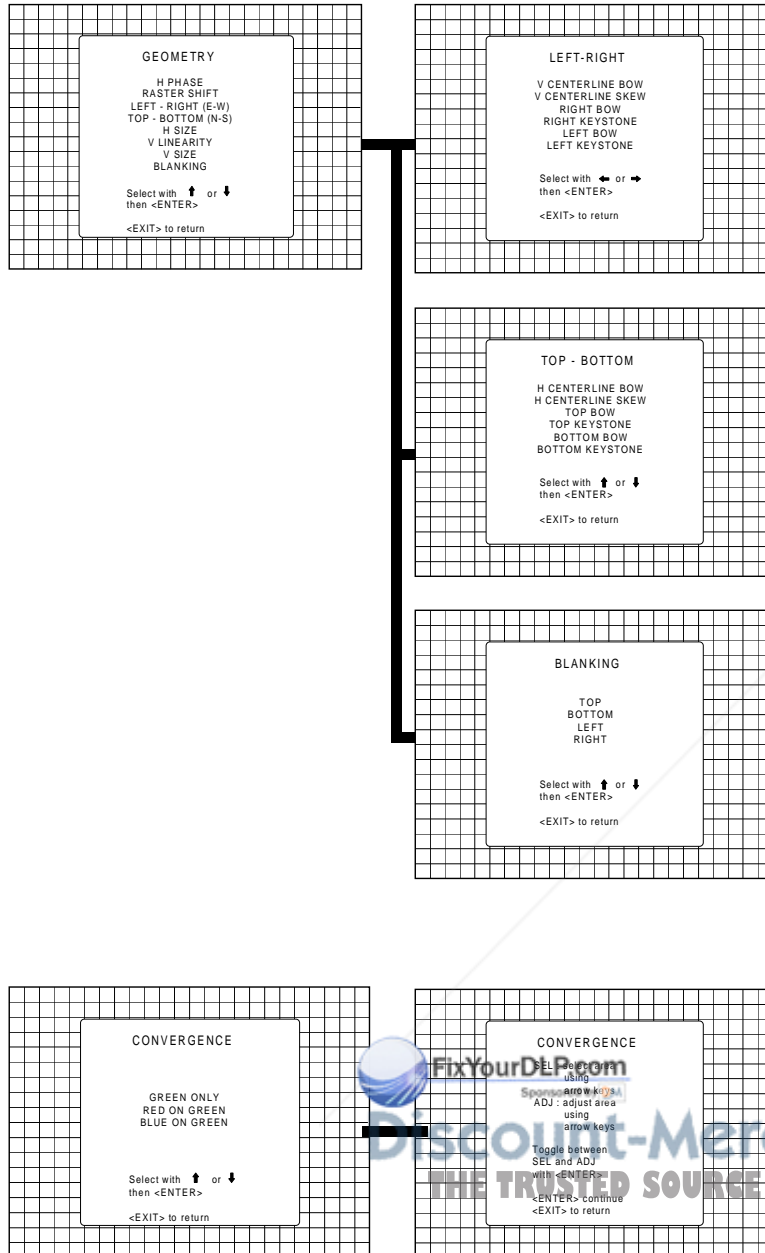 GEOMETRY
H PHASE
RASTER SHIFT
LEFT - RIGHT (E-W)
TOP - BOTTOM (N-S)
H SIZE
V LINEARITY
V SIZE
BLANKING
Select with ⬆ or ⬇
then <ENTER>
<EXIT> to return
LEFT-RIGHT
V CENTERLINE BOW
V CENTERLINE SKEW
RIGHT BOW
RIGHT KEYSTONE
LEFT BOW
LEFT KEYSTONE
Select with ⬅ or ➡
then <ENTER>
<EXIT> to return
TOP - BOTTOM
H CENTERLINE BOW
H CENTERLINE SKEW
TOP BOW
TOP KEYSTONE
BOTTOM BOW
BOTTOM KEYSTONE
Select with ⬆ or ⬇
then <ENTER>
<EXIT> to return
BLANKING
TOP
BOTTOM
LEFT
RIGHT
Select with ⬆ or ⬇
then <ENTER>
<EXIT> to return
CONVERGENCE
GREEN ONLY
RED ON GREEN
BLUE ON GREEN
Select with ⬆ or ⬇
then <ENTER>
<EXIT> to return
CONVERGENCE
SEL : select area
using
arrow keys
ADJ : adjust area
using
arrow keys
Toggle between
SEL and ADJ
with <ENTER>
<ENTER> continue
<EXIT> to return
FixYourDLP.com
Discount-Mer
THE TRUSTED SOURCE